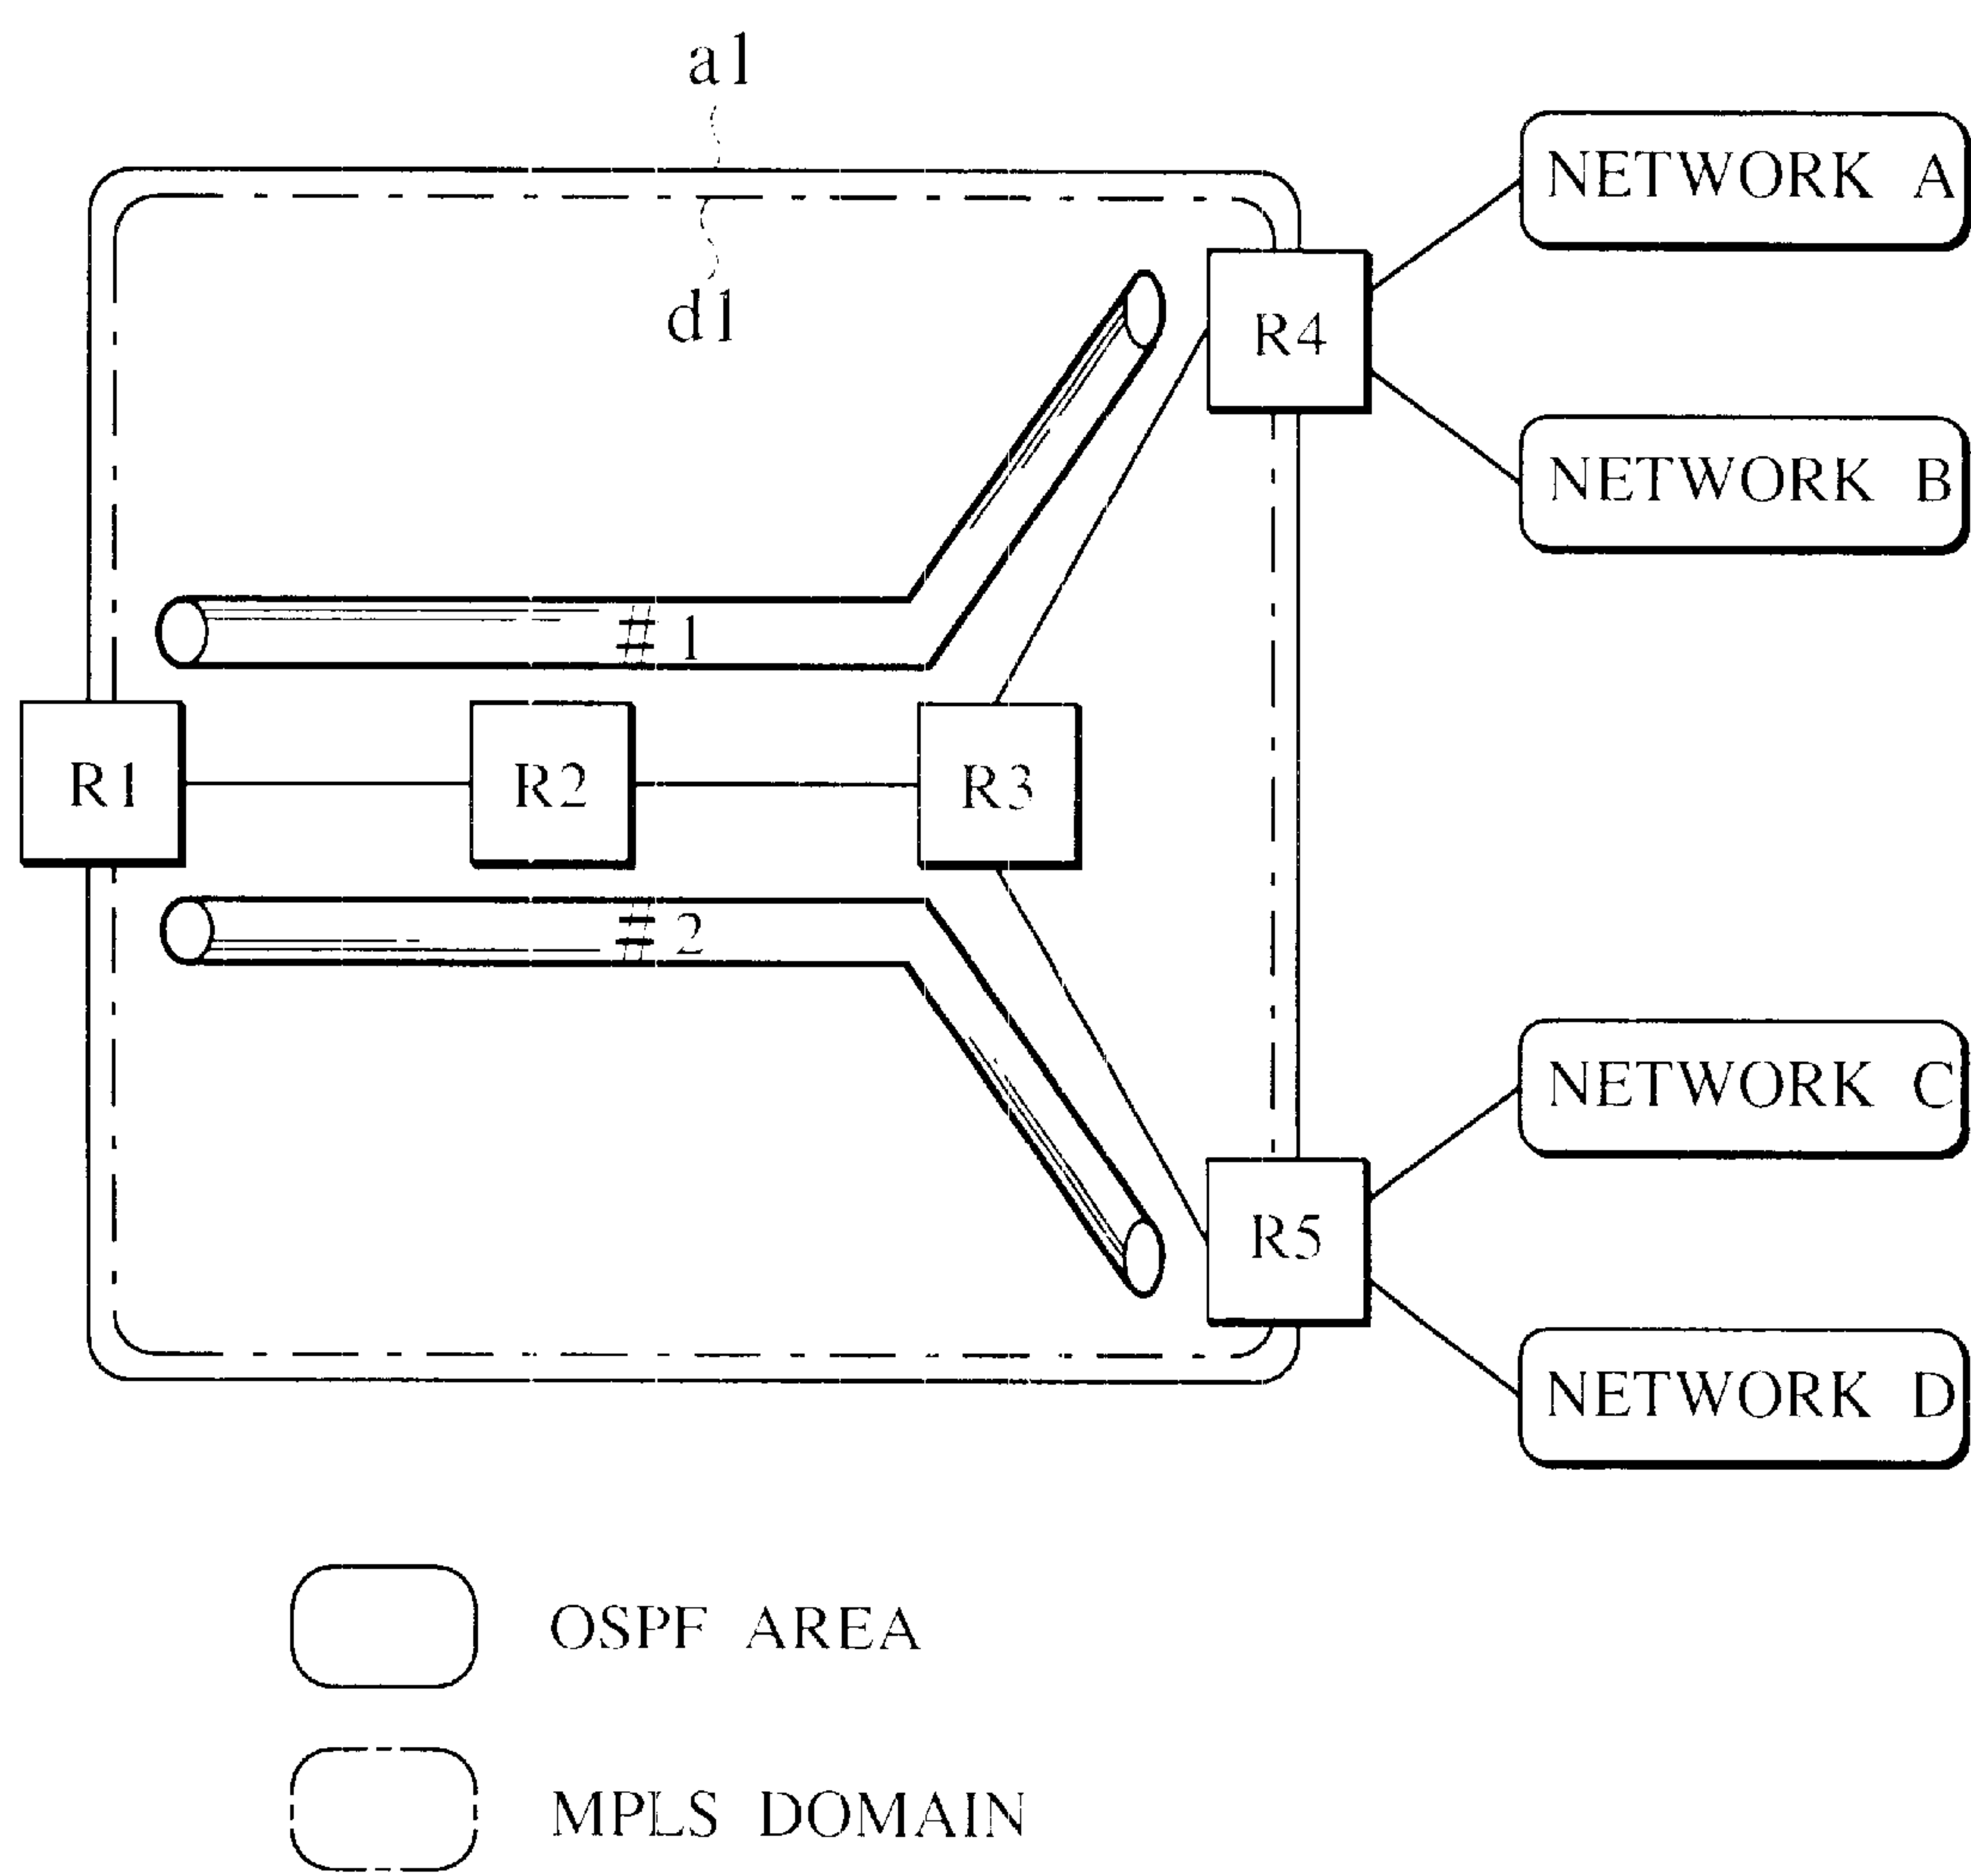 a1
d1
NETWORK A
R4
NETWORK B
#1
R1
R2
R3
#2
NETWORK C
R5
NETWORK D
OSPF AREA
MPLS DOMAIN